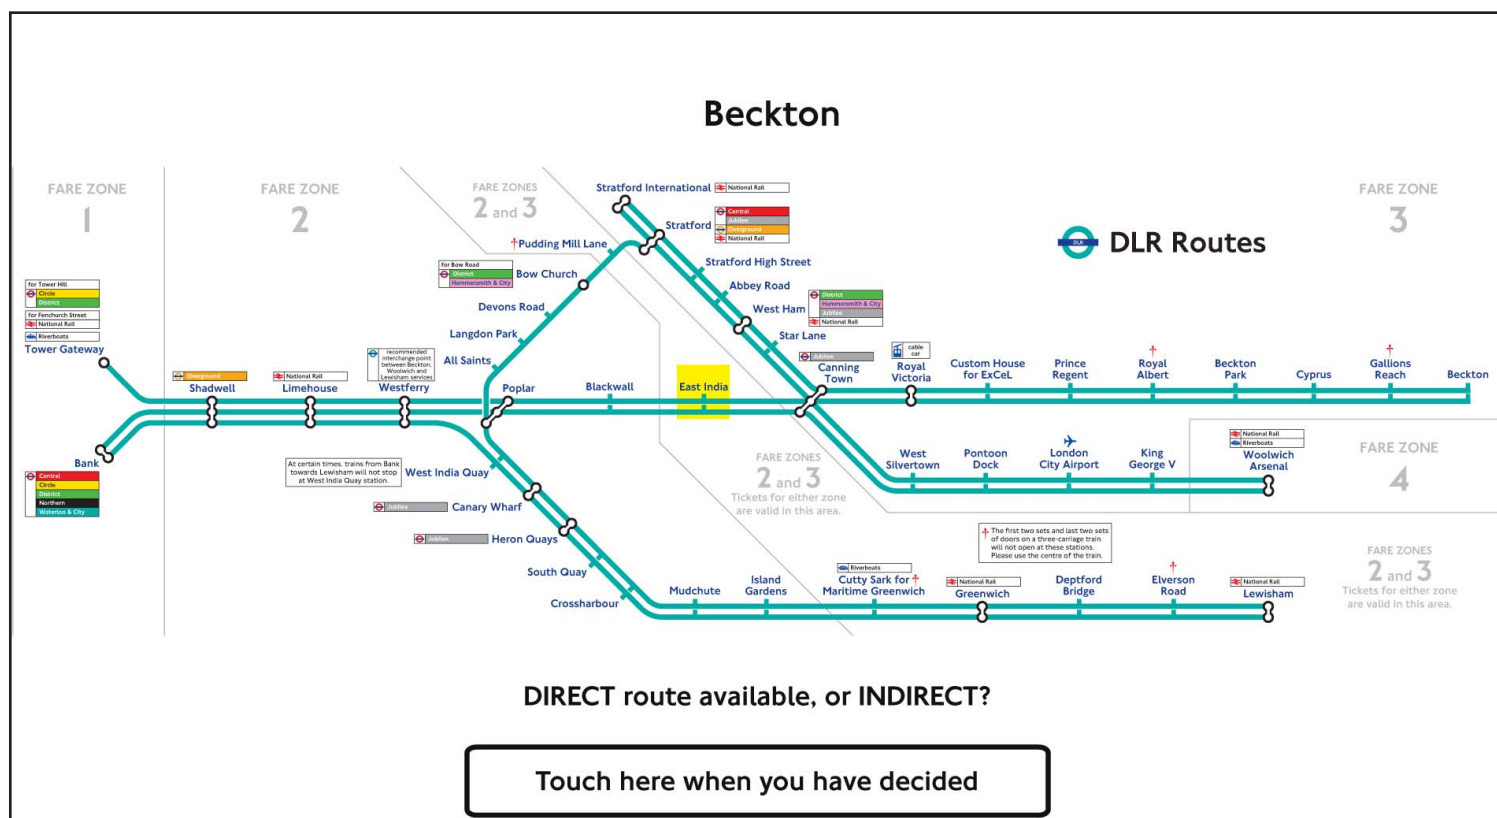 Beckton
FARE ZONE
1
FARE ZONE
2
FARE ZONES
2 and 3
FARE ZONE
3
Stratford International
National Rail
Stratford
Central
Jubilee
Overground
National Rail
DLR
DLR Routes
†Pudding Mill Lane
for Bow Road
District
Hammersmith & City
Bow Church
Stratford High Street
Abbey Road
Devons Road
West Ham
District
Hammersmith & City
Jubilee
National Rail
Langdon Park
Star Lane
All Saints
for Tower Hill
Circle
District
for Fenchurch Street
National Rail
Riverboats
Tower Gateway
Overground
Shadwell
National Rail
Limehouse
recommended
interchange point
between Beckton,
Woolwich and
Lewisham services
Westferry
Poplar
Blackwall
East India
Jubilee
Canning
Town
cable
car
Royal
Victoria
Custom House
for ExCeL
Prince
Regent
†
Royal
Albert
Beckton
Park
Cyprus
†
Gallions
Reach
Beckton
Bank
Central
Circle
District
Northern
Waterloo & City
At certain times, trains from Bank
towards Lewisham will not stop
at West India Quay station.
West India Quay
Jubilee
Canary Wharf
Jubilee
Heron Quays
South Quay
Crossharbour
FARE ZONES
2 and 3
Tickets for either zone
are valid in this area.
West
Silvertown
Pontoon
Dock
London
City Airport
King
George V
National Rail
Riverboats
Woolwich
Arsenal
FARE ZONE
4
† The first two sets and last two sets
of doors on a three-carriage train
will not open at these stations.
Please use the centre of the train.
Mudchute
Island
Gardens
Riverboats
Cutty Sark for †
Maritime Greenwich
National Rail
Greenwich
Deptford
Bridge
†
Elverson
Road
National Rail
Lewisham
FARE ZONES
2 and 3
Tickets for either zone
are valid in this area.
DIRECT route available, or INDIRECT?
Touch here when you have decided